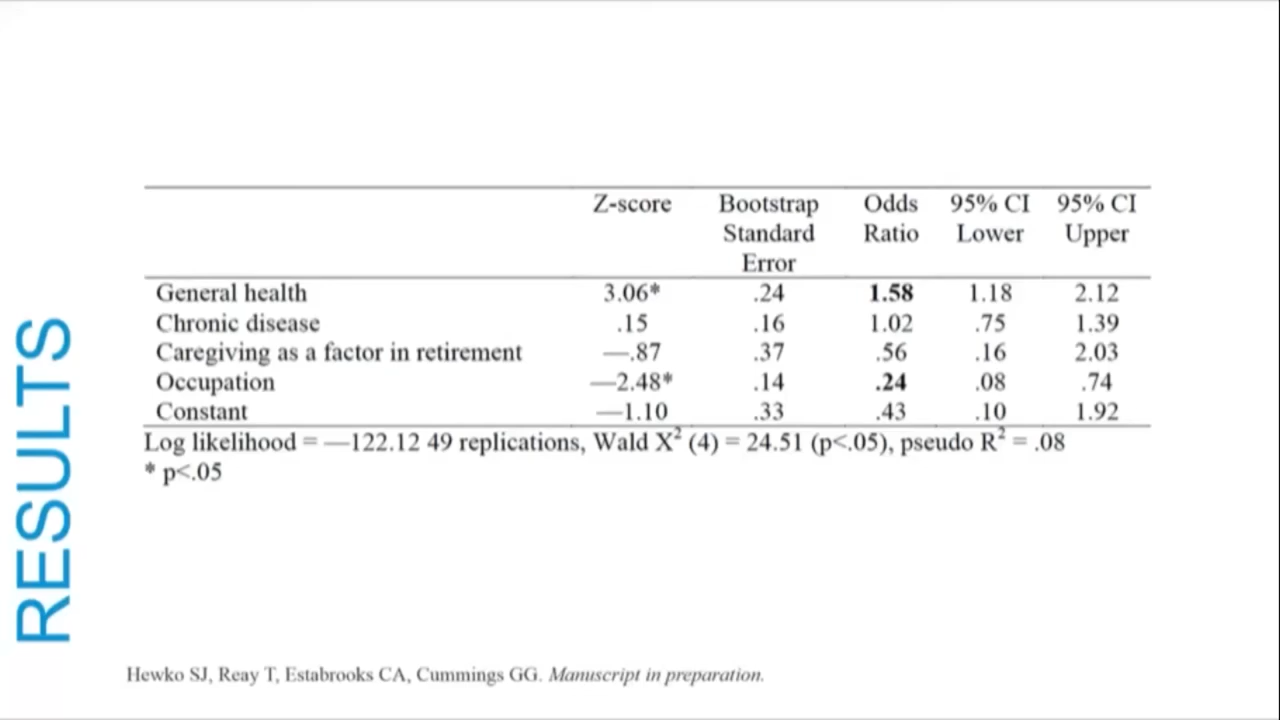 RESULTS
Z-score Bootstrap Standard Error Odds Ratio 95% CI Lower 95% CI Upper
General health 3.06* .24 1.58 1.18 2.12
Chronic disease .15 .16 1.02 .75 1.39
Caregiving as a factor in retirement —.87 .37 .56 .16 2.03
Occupation —2.48* .14 .24 .08 .74
Constant —1.10 .33 .43 .10 1.92
Log likelihood = —122.12 49 replications, Wald X² (4) = 24.51 (p<.05), pseudo R² = .08
* p<.05
Hewko SJ, Reay T, Estabrooks CA, Cummings GG. Manuscript in preparation.